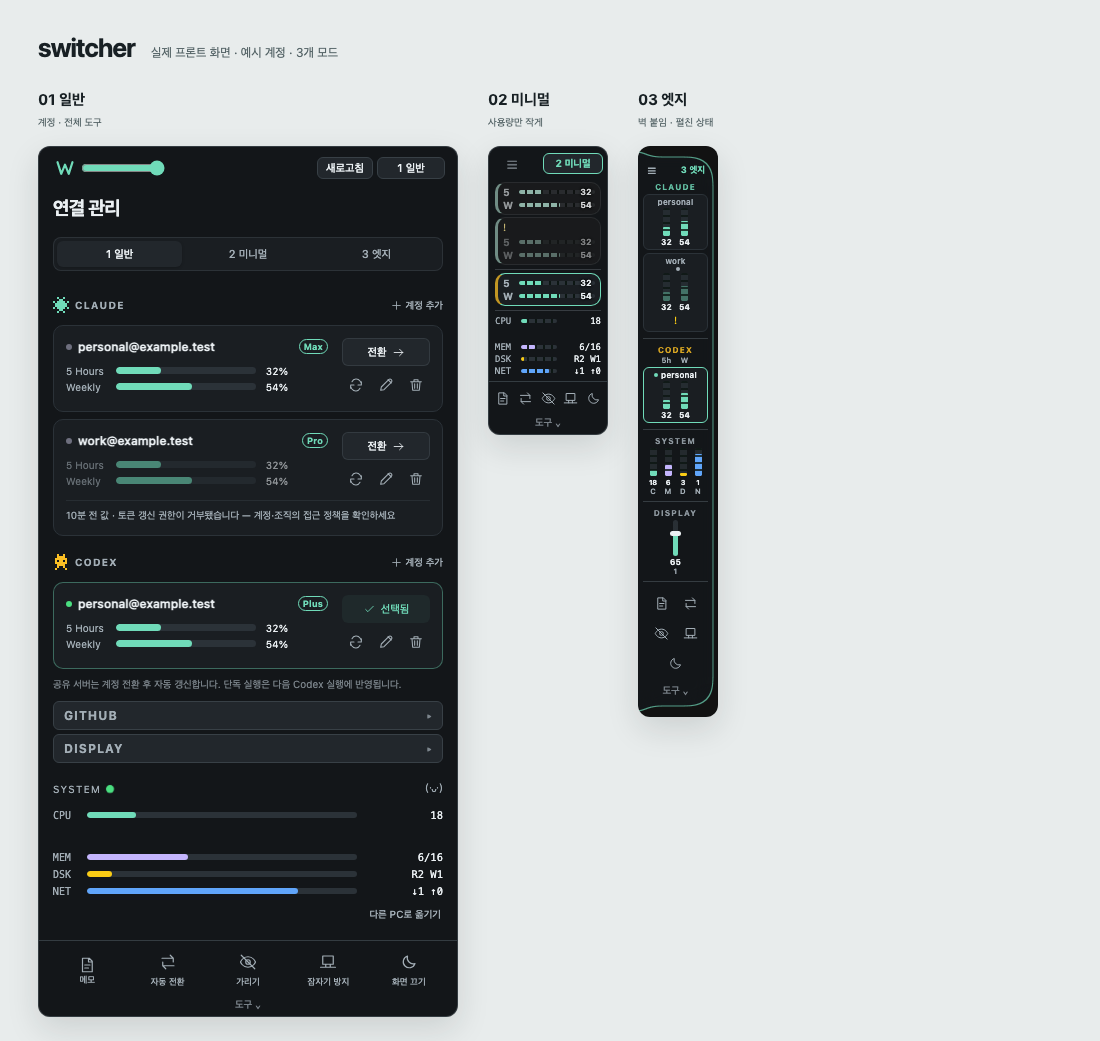 switcher 실제 프론트 화면 · 예시 계정 · 3개 모드
01 일반
계정 · 전체 도구
W
새로고침 1 일반
연결 관리
1 일반 2 미니멀 3 엣지
CLAUDE + 계정 추가
personal@example.test Max 전환 →
5 Hours 32%
Weekly 54%
work@example.test Pro 전환 →
5 Hours 32%
Weekly 54%
10분 전 값 · 토큰 갱신 권한이 거부됐습니다 — 계정·조직의 접근 정책을 확인하세요
CODEX + 계정 추가
personal@example.test Plus ✓ 선택됨
5 Hours 32%
Weekly 54%
공유 서버는 계정 전환 후 자동 갱신합니다. 단독 실행은 다음 Codex 실행에 반영됩니다.
GITHUB
DISPLAY
SYSTEM
CPU 18
MEM 6/16
DSK R2 W1
NET ↓1 ↑0
다른 PC로 옮기기
메모 자동 전환 가리기 잠자기 방지 화면 끄기
도구
02 미니멀
사용량만 작게
2 미니멀
5 32
W 54
!
5 32
W 54
5 32
W 54
CPU 18
MEM 6/16
DSK R2 W1
NET ↓1 ↑0
도구
03 엣지
벽 붙임 · 펼친 상태
3 엣지
CLAUDE
personal
32 54
work
32 54
!
CODEX
5h W
personal
32 54
SYSTEM
18 6 3 1
C M D N
DISPLAY
65
1
도구